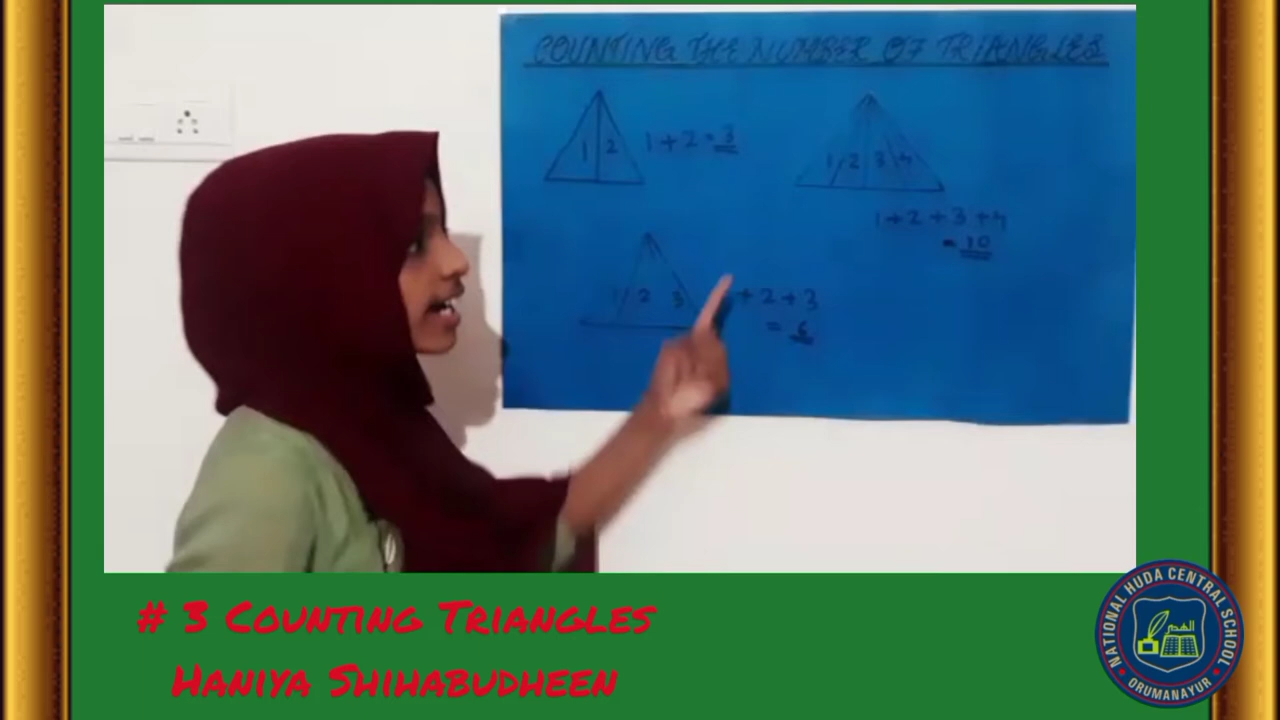 COUNTING THE NUMBER OF TRIANGLES
1 2
1 + 2 = 3
1 2 3 4
1 + 2 + 3 + 4
= 10
1 2 3
+ 2 + 3
= 6
# 3 Counting Triangles
Haniya Shihabudheen
NATIONAL HUDA CENTRAL SCHOOL
الهدى
• ORUMANAYUR •